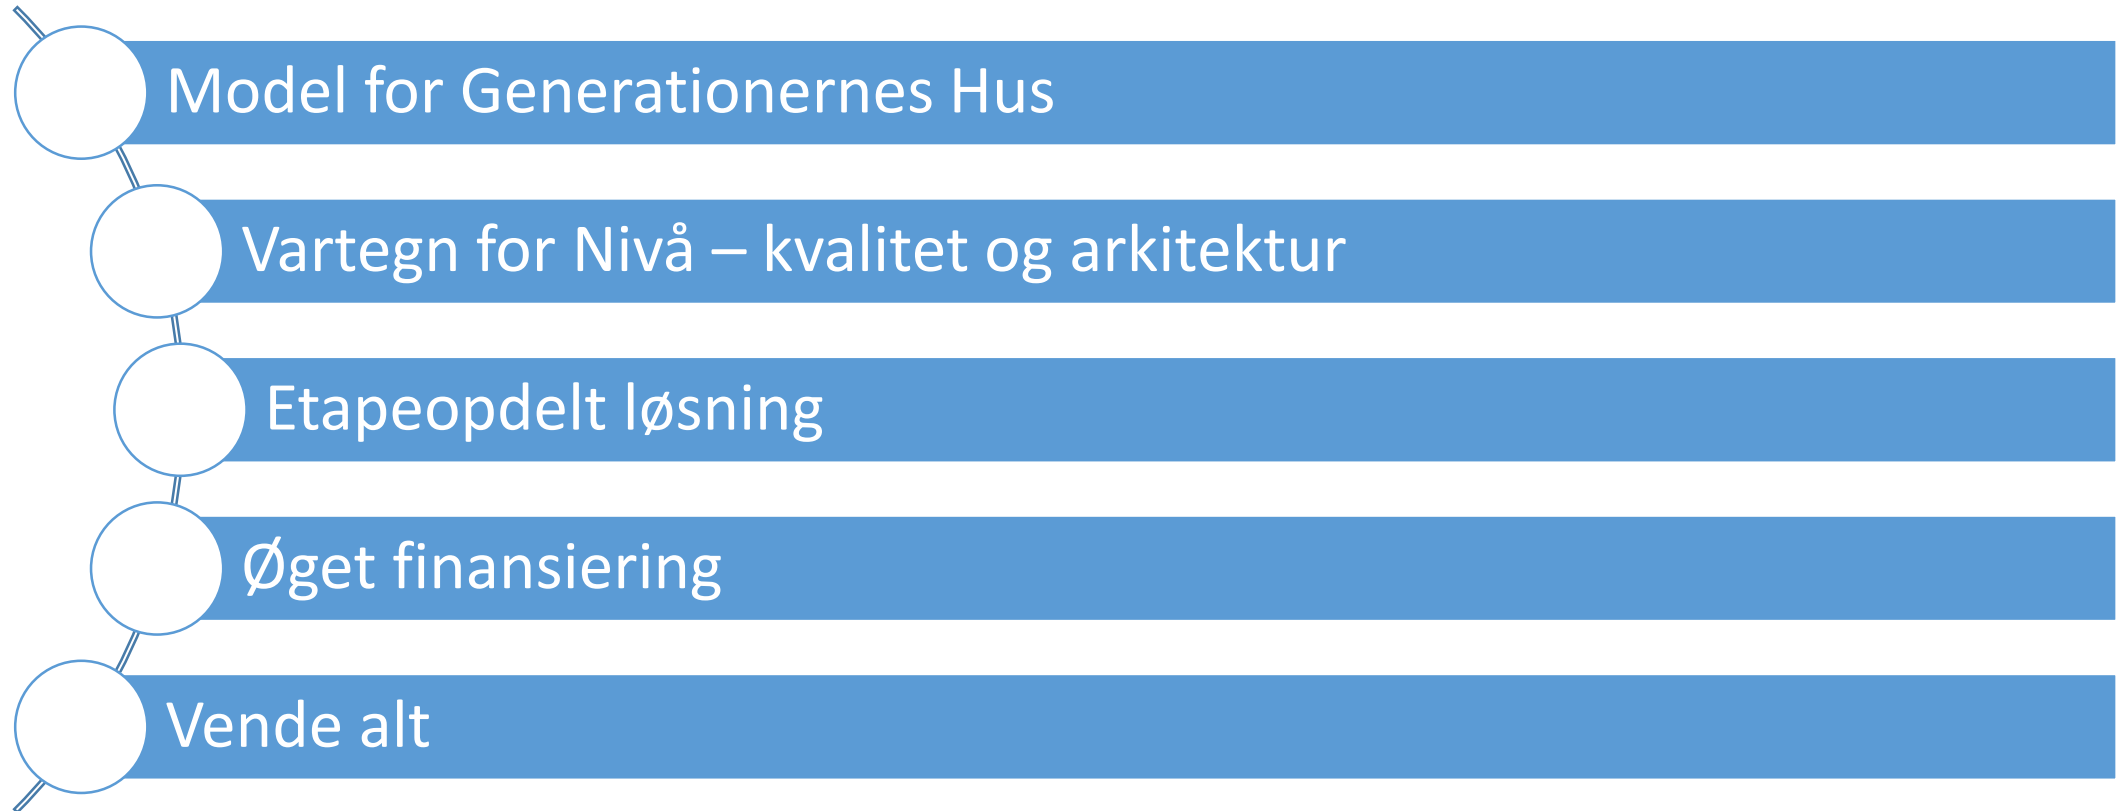 Model for Generationernes Hus
Vartegn for Nivå – kvalitet og arkitektur
Etapeopdelt løsning
Øget finansiering
Vende alt